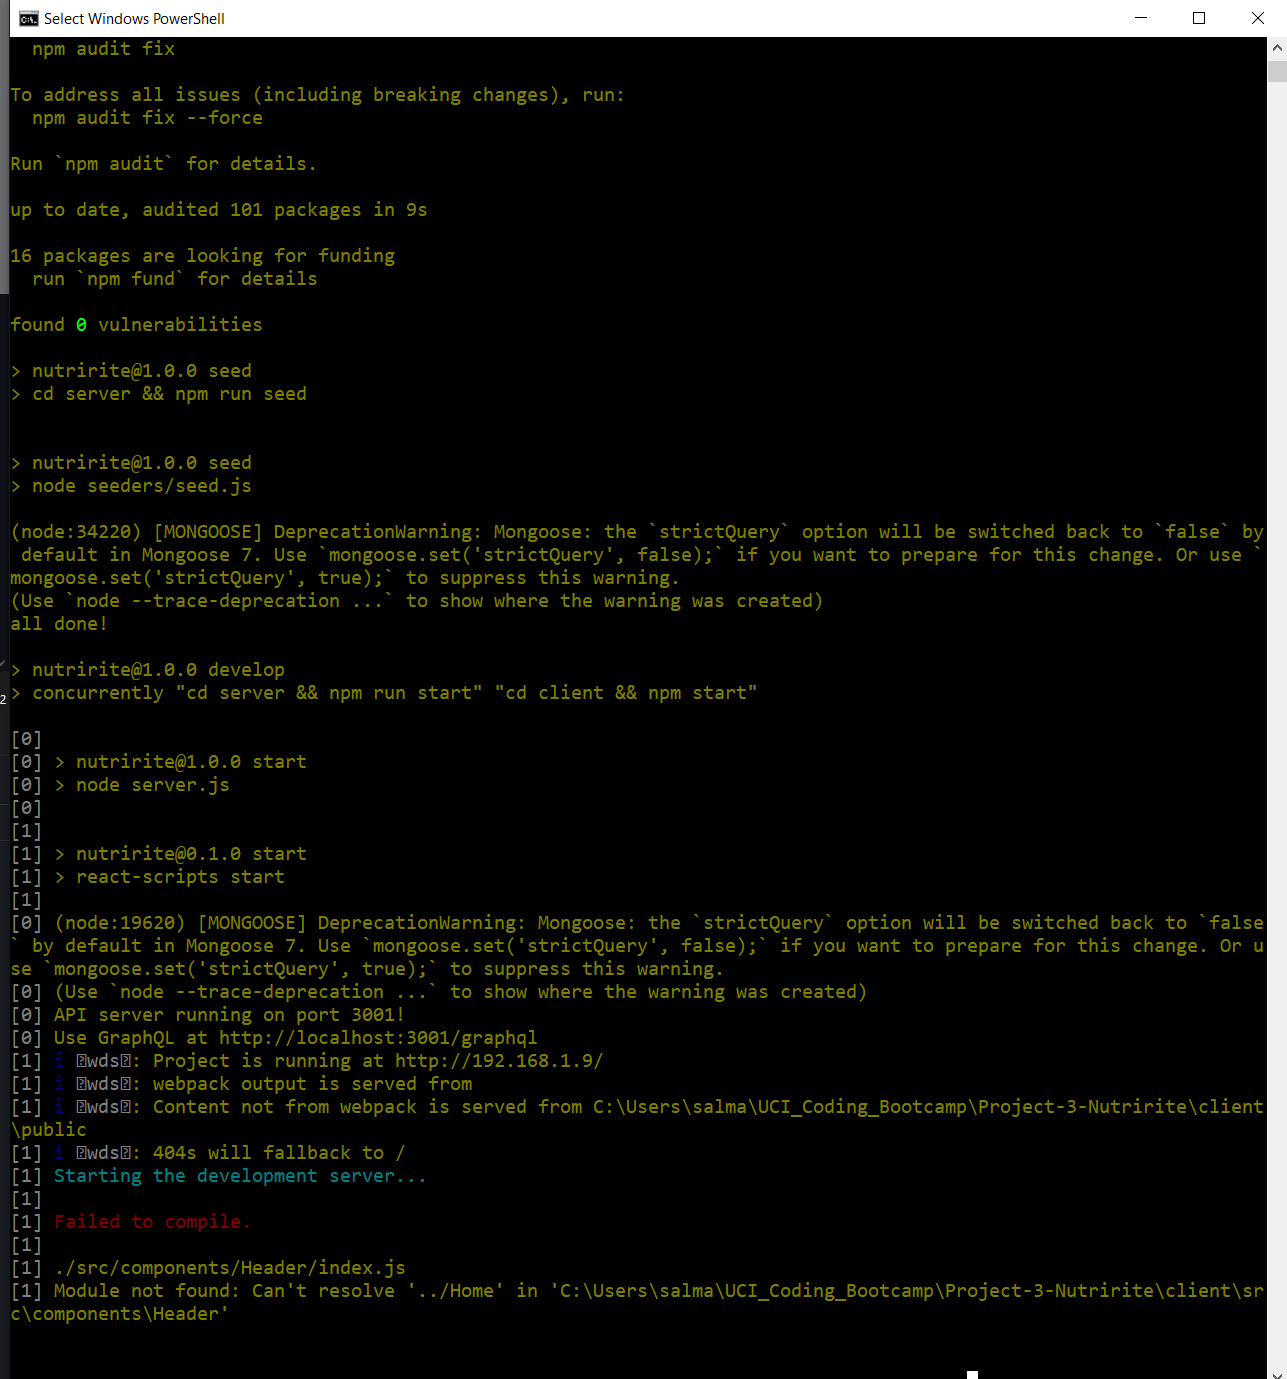 Select Windows PowerShell
  npm audit fix
To address all issues (including breaking changes), run:
  npm audit fix --force
Run `npm audit` for details.
up to date, audited 101 packages in 9s
16 packages are looking for funding
  run `npm fund` for details
found 0 vulnerabilities
> nutririte@1.0.0 seed
> cd server && npm run seed
> nutririte@1.0.0 seed
> node seeders/seed.js
(node:34220) [MONGOOSE] DeprecationWarning: Mongoose: the `strictQuery` option will be switched back to `false` by
 default in Mongoose 7. Use `mongoose.set('strictQuery', false);` if you want to prepare for this change. Or use `
mongoose.set('strictQuery', true);` to suppress this warning.
(Use `node --trace-deprecation ...` to show where the warning was created)
all done!
> nutririte@1.0.0 develop
2
> concurrently "cd server && npm run start" "cd client && npm start"
[0]
[0] > nutririte@1.0.0 start
[0] > node server.js
[0]
[1]
[1] > nutririte@0.1.0 start
[1] > react-scripts start
[1]
[0] (node:19620) [MONGOOSE] DeprecationWarning: Mongoose: the `strictQuery` option will be switched back to `false
` by default in Mongoose 7. Use `mongoose.set('strictQuery', false);` if you want to prepare for this change. Or u
se `mongoose.set('strictQuery', true);` to suppress this warning.
[0] (Use `node --trace-deprecation ...` to show where the warning was created)
[0] API server running on port 3001!
[0] Use GraphQL at http://localhost:3001/graphql
[1] i ⍰wds⍰: Project is running at http://192.168.1.9/
[1] i ⍰wds⍰: webpack output is served from
[1] i ⍰wds⍰: Content not from webpack is served from C:\Users\salma\UCI_Coding_Bootcamp\Project-3-Nutririte\client
\public
[1] i ⍰wds⍰: 404s will fallback to /
[1] Starting the development server...
[1]
[1] Failed to compile.
[1]
[1] ./src/components/Header/index.js
[1] Module not found: Can't resolve '../Home' in 'C:\Users\salma\UCI_Coding_Bootcamp\Project-3-Nutririte\client\sr
c\components\Header'